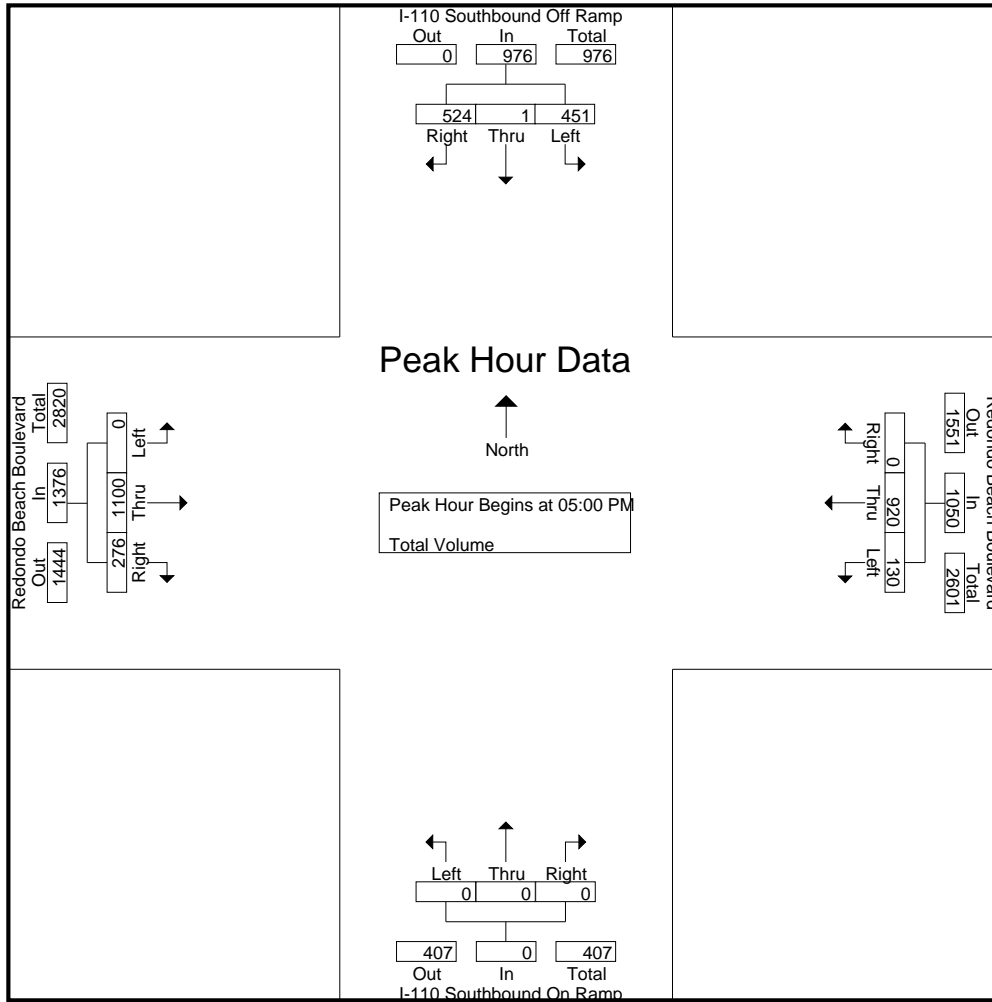 I-110 Southbound Off Ramp
Out In Total
0 976 976
524 1 451
Right Thru Left
Peak Hour Data
North
Peak Hour Begins at 05:00 PM
Total Volume
Redondo Beach Boulevard
Out In Total
1444 1376 2820
Left Thru Right
0 1100 276
Redondo Beach Boulevard
Out In Total
1551 1050 2601
Right Thru Left
0 920 130
Left Thru Right
0 0 0
407 0 407
Out In Total
I-110 Southbound On Ramp